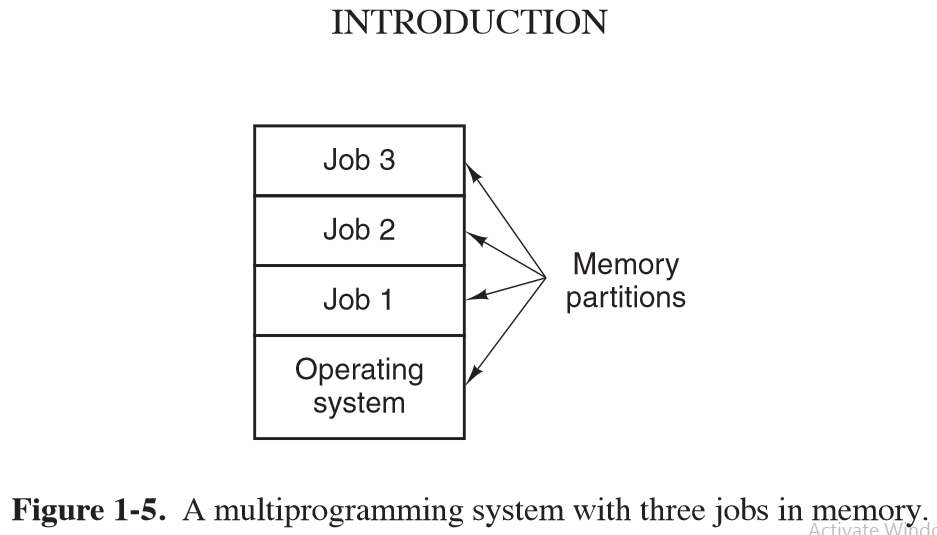 INTRODUCTION
Job 3
Job 2
Job 1
Operating
system
Memory
partitions
Figure 1-5. A multiprogramming system with three jobs in memory.
Activate Windo